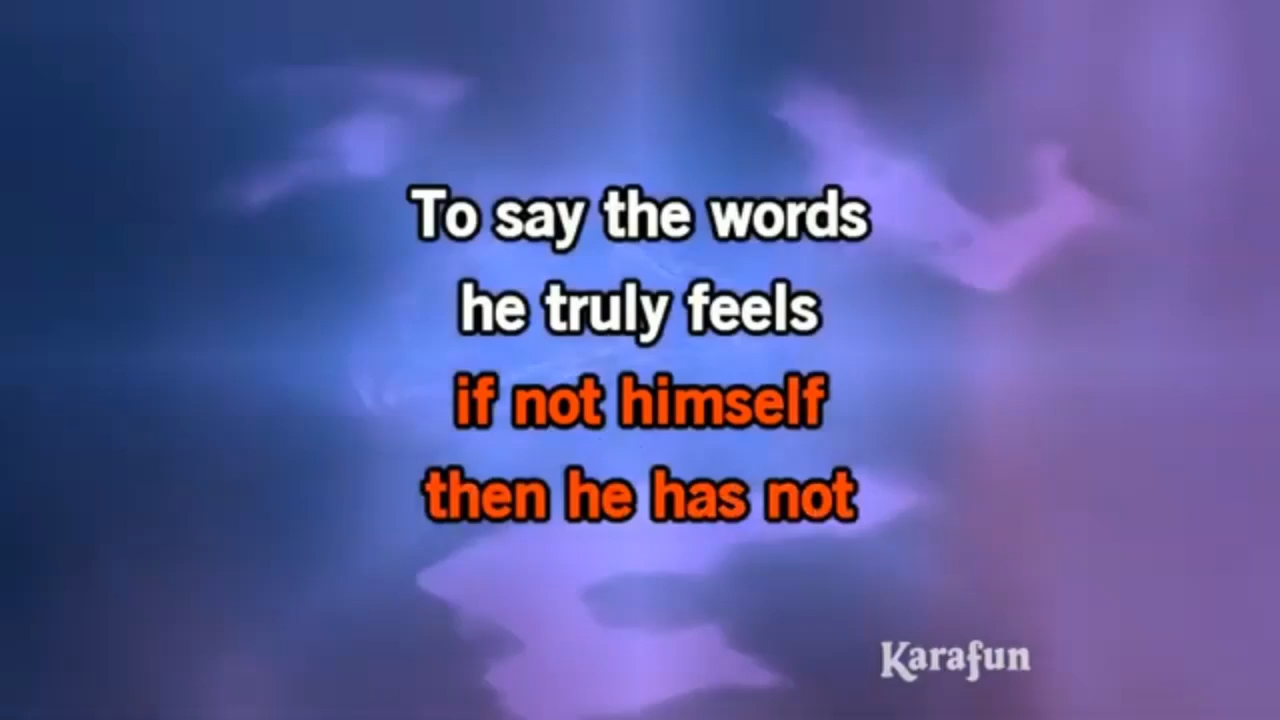 To say the words
he truly feels
if not himself
then he has not
Karafun